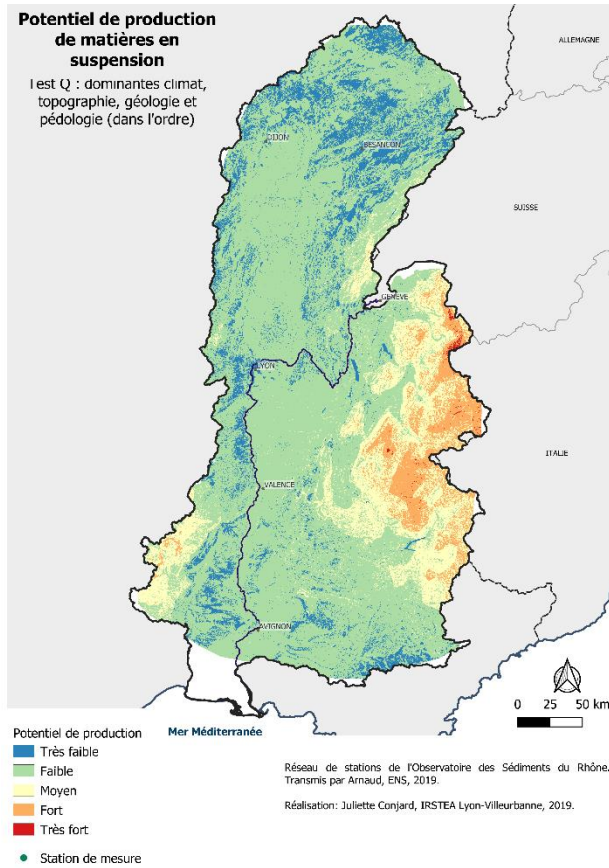 Potentiel de production
de matières en
suspension
Test Q : dominantes climat,
topographie, géologie et
pédologie (dans l'ordre)
ALLEMAGNE
DIJON
BESANCON
SUISSE
GENEVE
LYON
ITALIE
VALENCE
AVIGNON
0 25 50 km
Mer Méditerranée
Potentiel de production
Très faible
Faible
Moyen
Fort
Très fort
Station de mesure
Réseau de stations de l'Observatoire des Sédiments du Rhône.
Transmis par Arnaud, ENS, 2019.
Réalisation: Juliette Conjard, IRSTEA Lyon-Villeurbanne, 2019.